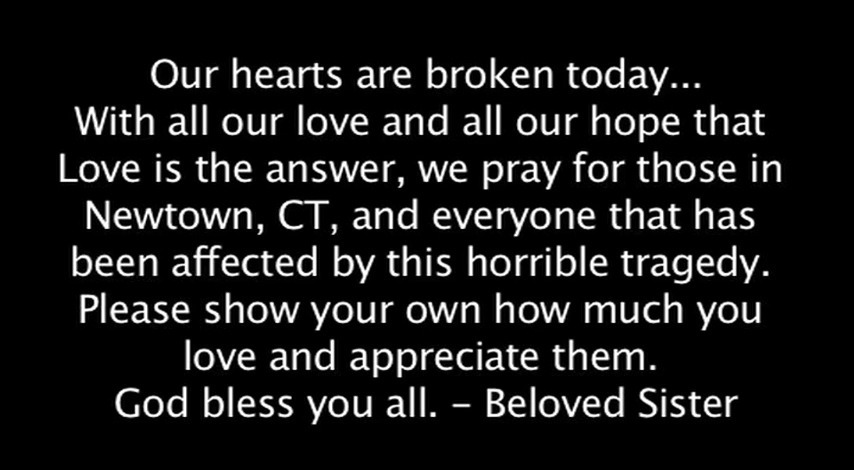 Our hearts are broken today...
With all our love and all our hope that
Love is the answer, we pray for those in
Newtown, CT, and everyone that has
been affected by this horrible tragedy.
Please show your own how much you
love and appreciate them.
God bless you all. – Beloved Sister